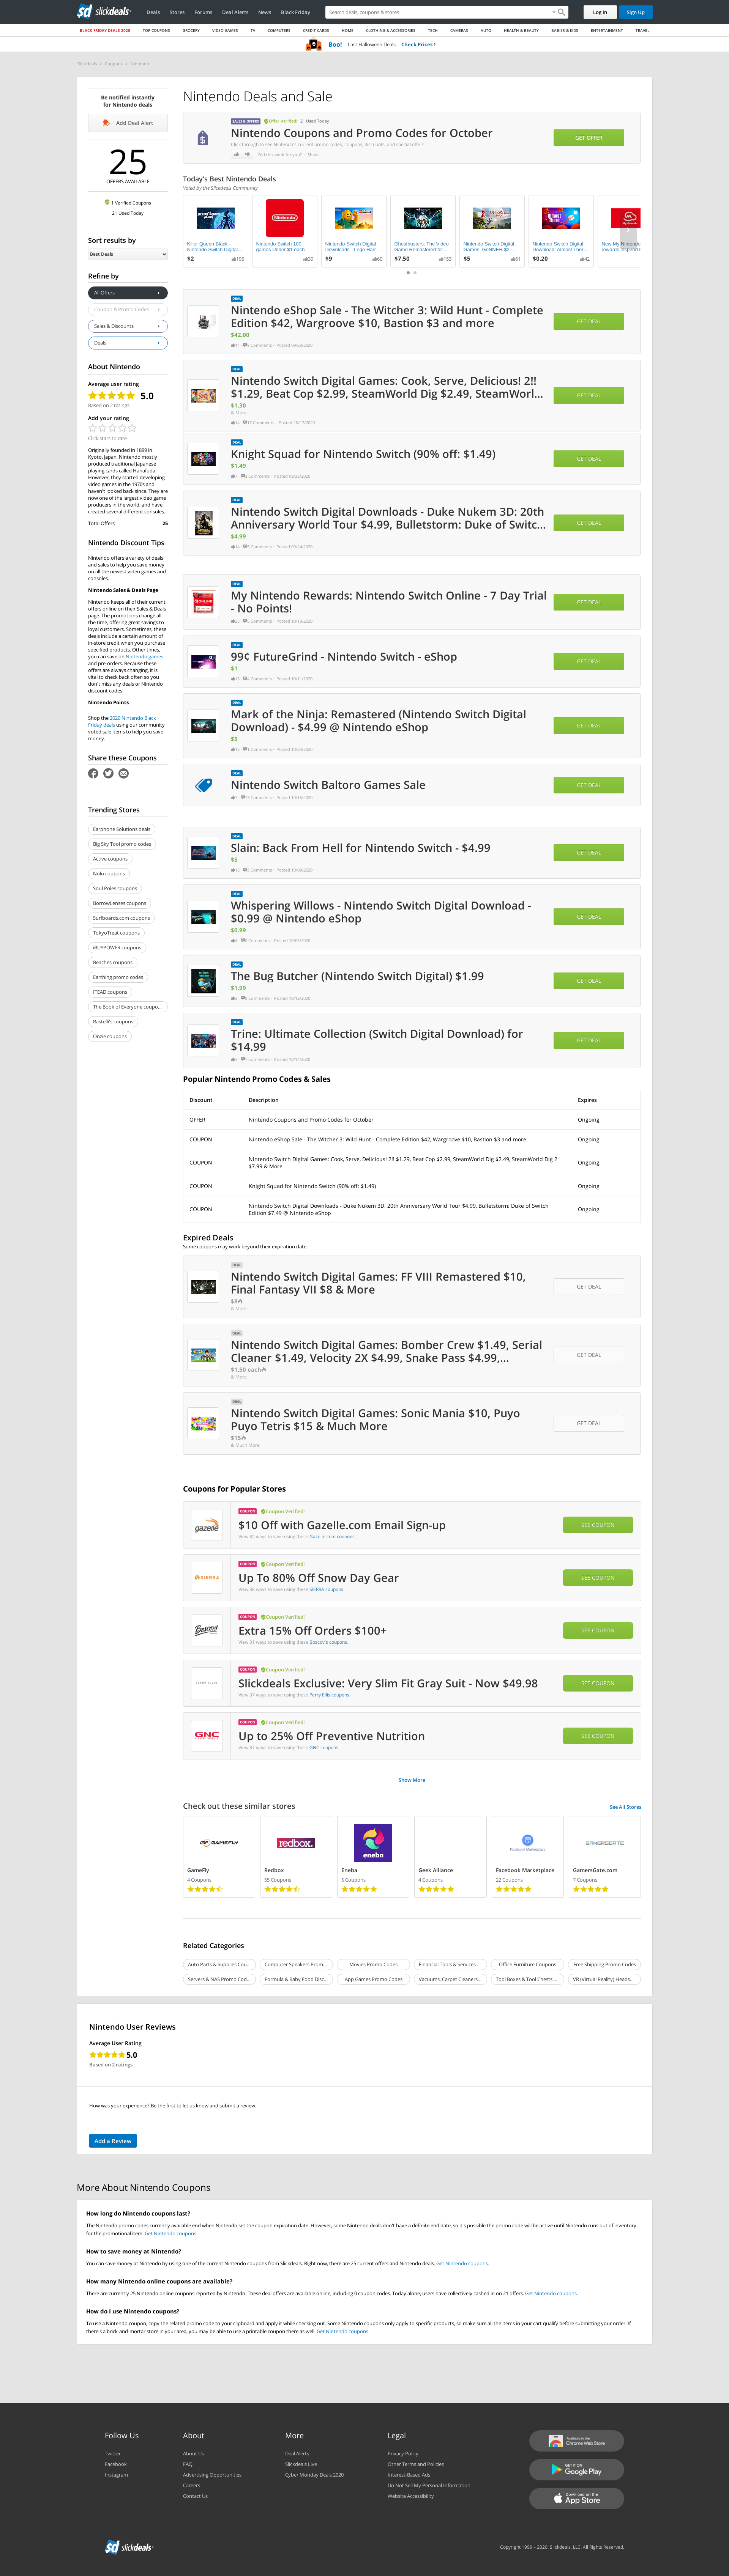 slickdeals
Deals
Stores
Forums
Deal Alerts
News
Black Friday
Search deals, coupons & stores
Log In
Sign Up
BLACK FRIDAY DEALS 2020
TOP COUPONS
GROCERY
VIDEO GAMES
TV
COMPUTERS
CREDIT CARDS
HOME
CLOTHING & ACCESSORIES
TECH
CAMERAS
AUTO
HEALTH & BEAUTY
BABIES & KIDS
ENTERTAINMENT
TRAVEL
Boo! Last Halloween Deals Check Prices
Slickdeals > Coupons > Nintendo
Be notified instantly
for Nintendo deals
Add Deal Alert
25
OFFERS AVAILABLE
1 Verified Coupons
21 Used Today
Sort results by
Best Deals
Refine by
All Offers
Coupon & Promo Codes
Sales & Discounts
Deals
About Nintendo
Average user rating
5.0
Based on 2 ratings
Add your rating
Click stars to rate
Originally founded in 1899 in
Kyoto, Japan, Nintendo mostly
produced traditional Japanese
playing cards called Hanafuda.
However, they started developing
video games in the 1970s and
haven't looked back since. They are
now one of the largest video game
producers in the world, and have
created several different consoles.
Total Offers 25
Nintendo Discount Tips
Nintendo offers a variety of deals
and sales to help you save money
on all the newest video games and
consoles.
Nintendo Sales & Deals Page
Nintendo keeps all of their current
offers online on their Sales & Deals
page. The promotions change all
the time, offering great savings to
loyal customers. Sometimes, these
deals include a certain amount of
in-store credit when you purchase
specified products. Other times,
you can save on Nintendo games
and pre-orders. Because these
offers are always changing, it is
vital to check back often so you
don't miss any deals or Nintendo
discount codes.
Nintendo Points
Shop the 2020 Nintendo Black
Friday deals using our community
voted sale items to help you save
money.
Share these Coupons
Trending Stores
Earphone Solutions deals
Big Sky Tool promo codes
Active coupons
Nolo coupons
Soul Poles coupons
BorrowLenses coupons
Surfboards.com coupons
TokyoTreat coupons
iBUYPOWER coupons
Beaches coupons
Earthing promo codes
ITEAD coupons
The Book of Everyone coupo...
Rastelli's coupons
Onzie coupons
Nintendo Deals and Sale
SALES & OFFERS Offer Verified! 21 Used Today
Nintendo Coupons and Promo Codes for October
Click through to see Nintendo's current promo codes, coupons, discounts, and special offers.
Did this work for you? Share
GET OFFER
Today's Best Nintendo Deals
Voted by the Slickdeals Community
Killer Queen Black -
Nintendo Switch Digital...
$2 195
Nintendo Switch 100
games Under $1 each
39
Nintendo Switch Digital
Downloads - Lego Harr...
$9 60
Ghostbusters: The Video
Game Remastered for ...
$7.50 153
Nintendo Switch Digital
Games: GoNNER $2...
$5 61
Nintendo Switch Digital
Download: Almost Ther...
$0.20 42
DEAL
Nintendo eShop Sale - The Witcher 3: Wild Hunt - Complete
Edition $42, Wargroove $10, Bastion $3 and more
$42.00
GET DEAL
DEAL
Nintendo Switch Digital Games: Cook, Serve, Delicious! 2!!
$1.29, Beat Cop $2.99, SteamWorld Dig $2.49, SteamWorl...
$1.30
& More
17 Comments Posted 10/17/2020
GET DEAL
DEAL
Knight Squad for Nintendo Switch (90% off: $1.49)
$1.49
GET DEAL
DEAL
Nintendo Switch Digital Downloads - Duke Nukem 3D: 20th
Anniversary World Tour $4.99, Bulletstorm: Duke of Switc...
$4.99
GET DEAL
DEAL
My Nintendo Rewards: Nintendo Switch Online - 7 Day Trial
- No Points!
GET DEAL
DEAL
99¢ FutureGrind - Nintendo Switch - eShop
$1
GET DEAL
DEAL
Mark of the Ninja: Remastered (Nintendo Switch Digital
Download) - $4.99 @ Nintendo eShop
$5
GET DEAL
DEAL
Nintendo Switch Baltoro Games Sale
GET DEAL
DEAL
Slain: Back From Hell for Nintendo Switch - $4.99
$5
GET DEAL
DEAL
Whispering Willows - Nintendo Switch Digital Download -
$0.99 @ Nintendo eShop
$0.99
GET DEAL
DEAL
The Bug Butcher (Nintendo Switch Digital) $1.99
$1.99
GET DEAL
DEAL
Trine: Ultimate Collection (Switch Digital Download) for
$14.99
GET DEAL
Popular Nintendo Promo Codes & Sales
Discount Description Expires
OFFER Nintendo Coupons and Promo Codes for October Ongoing
COUPON Nintendo eShop Sale - The Witcher 3: Wild Hunt - Complete Edition $42, Wargroove $10, Bastion $3 and more Ongoing
COUPON Nintendo Switch Digital Games: Cook, Serve, Delicious! 2!! $1.29, Beat Cop $2.99, SteamWorld Dig $2.49, SteamWorld Dig 2
$7.99 & More Ongoing
COUPON Knight Squad for Nintendo Switch (90% off: $1.49) Ongoing
COUPON Nintendo Switch Digital Downloads - Duke Nukem 3D: 20th Anniversary World Tour $4.99, Bulletstorm: Duke of Switch
Edition $7.49 @ Nintendo eShop Ongoing
Expired Deals
Some coupons may work beyond their expiration date.
DEAL
Nintendo Switch Digital Games: FF VIII Remastered $10,
Final Fantasy VII $8 & More
$8
& More
GET DEAL
DEAL
Nintendo Switch Digital Games: Bomber Crew $1.49, Serial
Cleaner $1.49, Velocity 2X $4.99, Snake Pass $4.99,...
$1.50 each
& More
GET DEAL
DEAL
Nintendo Switch Digital Games: Sonic Mania $10, Puyo
Puyo Tetris $15 & Much More
$15
& Much More
GET DEAL
Coupons for Popular Stores
gazelle
COUPON Coupon Verified!
$10 Off with Gazelle.com Email Sign-up
View 32 ways to save using these Gazelle.com coupons.
SEE COUPON
SIERRA
COUPON Coupon Verified!
Up To 80% Off Snow Day Gear
View 38 ways to save using these SIERRA coupons.
SEE COUPON
Boscov's
COUPON Coupon Verified!
Extra 15% Off Orders $100+
View 31 ways to save using these Boscov's coupons.
SEE COUPON
PERRY ELLIS
COUPON Coupon Verified!
Slickdeals Exclusive: Very Slim Fit Gray Suit - Now $49.98
View 37 ways to save using these Perry Ellis coupons.
SEE COUPON
GNC
LIVE WELL
COUPON Coupon Verified!
Up to 25% Off Preventive Nutrition
View 37 ways to save using these GNC coupons.
SEE COUPON
Show More
Check out these similar stores
See All Stores
GAMEFLY
GameFly
4 Coupons
redbox.
Redbox
55 Coupons
eneba
Eneba
5 Coupons
Geek Alliance
4 Coupons
Facebook Marketplace
Facebook Marketplace
22 Coupons
GAMERSGATE
GamersGate.com
7 Coupons
Related Categories
Auto Parts & Supplies Cou...
Computer Speakers Prom...
Movies Promo Codes
Financial Tools & Services ...
Office Furniture Coupons
Free Shipping Promo Codes
Servers & NAS Promo Cod...
Formula & Baby Food Disc...
App Games Promo Codes
Vacuums, Carpet Cleaners...
Tool Boxes & Tool Chests ...
VR (Virtual Reality) Heads...
Nintendo User Reviews
Average User Rating
5.0
Based on 2 ratings
How was your experience? Be the first to let us know and submit a review.
Add a Review
More About Nintendo Coupons
How long do Nintendo coupons last?
The Nintendo promo codes currently available end when Nintendo set the coupon expiration date. However, some Nintendo deals don't have a definite end date, so it's possible the promo code will be active until Nintendo runs out of inventory
for the promotional item. Get Nintendo coupons.
How to save money at Nintendo?
You can save money at Nintendo by using one of the current Nintendo coupons from Slickdeals. Right now, there are 25 current offers and Nintendo deals. Get Nintendo coupons.
How many Nintendo online coupons are available?
There are currently 25 Nintendo online coupons reported by Nintendo. These deal offers are available online, including 0 coupon codes. Today alone, users have collectively cashed in on 21 offers. Get Nintendo coupons.
How do I use Nintendo coupons?
To use a Nintendo coupon, copy the related promo code to your clipboard and apply it while checking out. Some Nintendo coupons only apply to specific products, so make sure all the items in your cart qualify before submitting your order. If
there's a brick-and-mortar store in your area, you may be able to use a printable coupon there as well. Get Nintendo coupons.
Follow Us
Twitter
Facebook
Instagram
About
About Us
FAQ
Advertising Opportunities
Careers
Contact Us
More
Deal Alerts
Slickdeals Live
Cyber Monday Deals 2020
Legal
Privacy Policy
Other Terms and Policies
Interest-Based Ads
Do Not Sell My Personal Information
Website Accessibility
Available in the
Chrome Web Store
GET IT ON
Google Play
Download on the
App Store
slickdeals
Copyright 1999 - 2020. Slickdeals, LLC. All Rights Reserved.